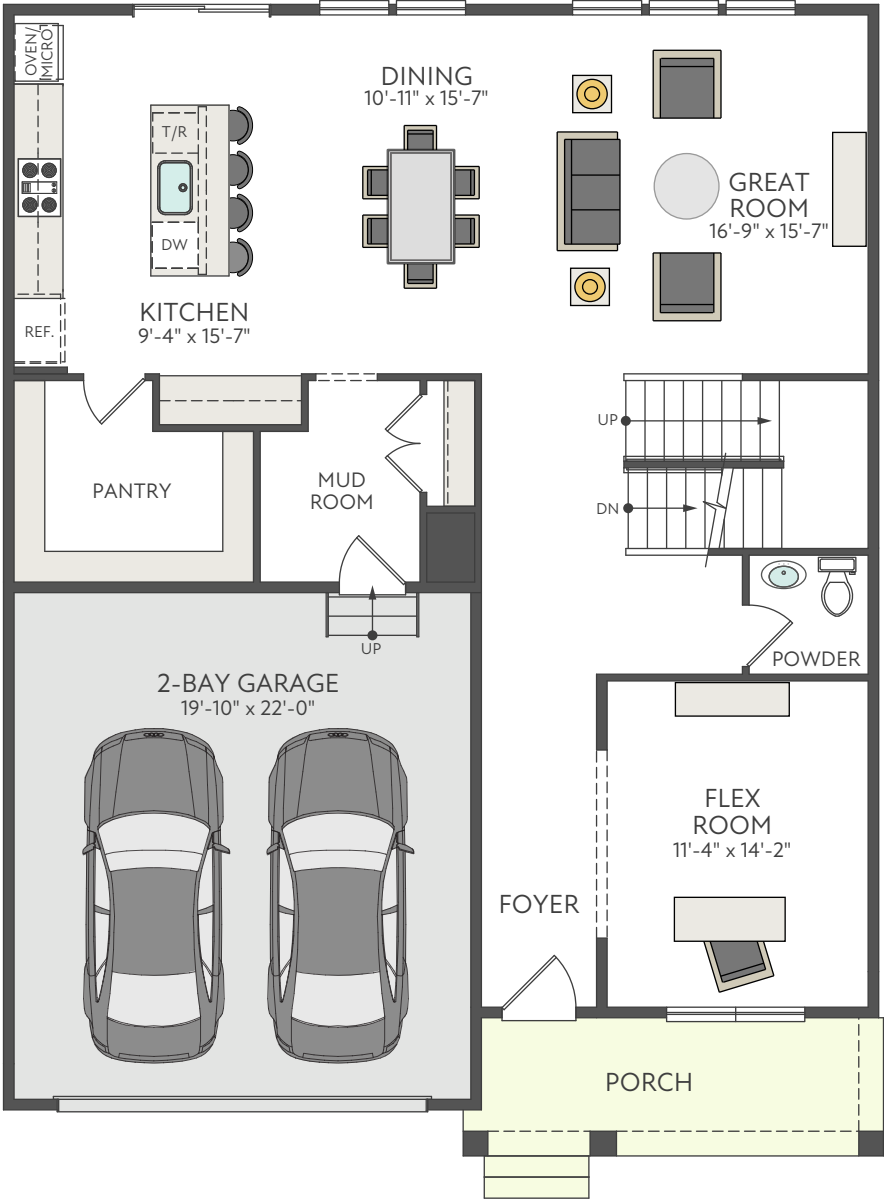 OVEN/
MICRO
DINING
10'-11" x 15'-7"
T/R
DW
GREAT
ROOM
16'-9" x 15'-7"
KITCHEN
9'-4" x 15'-7"
REF.
UP
PANTRY
MUD
ROOM
DN
UP
POWDER
2-BAY GARAGE
19'-10" x 22'-0"
FLEX
ROOM
11'-4" x 14'-2"
FOYER
PORCH